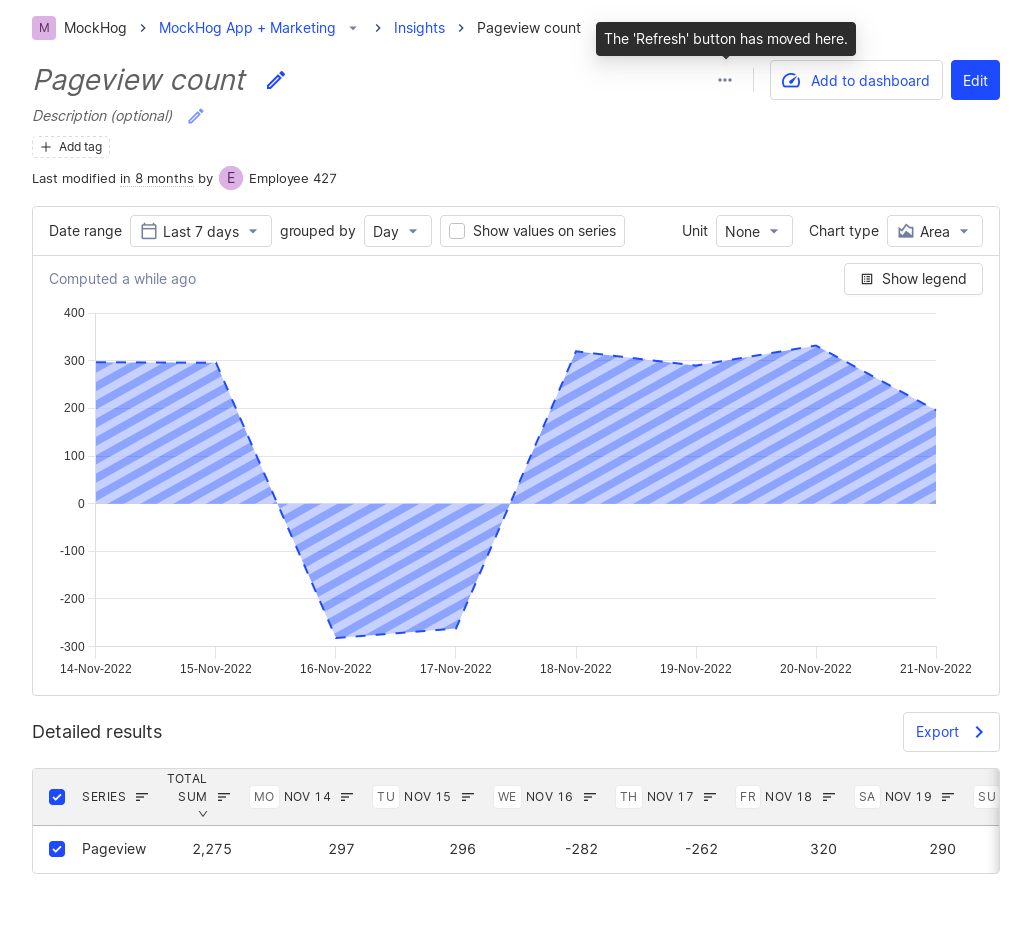 M MockHog MockHog App + Marketing Insights Pageview count
The 'Refresh' button has moved here.
Pageview count
Add to dashboard Edit
Description (optional)
Add tag
Last modified in 8 months by E Employee 427
Date range Last 7 days grouped by Day Show values on series Unit None Chart type Area
Computed a while ago Show legend
400
300
200
100
0
-100
-200
-300
14-Nov-2022 15-Nov-2022 16-Nov-2022 17-Nov-2022 18-Nov-2022 19-Nov-2022 20-Nov-2022 21-Nov-2022
Detailed results Export
TOTAL
SERIES SUM MO NOV 14 TU NOV 15 WE NOV 16 TH NOV 17 FR NOV 18 SA NOV 19 SU
Pageview 2,275 297 296 -282 -262 320 290